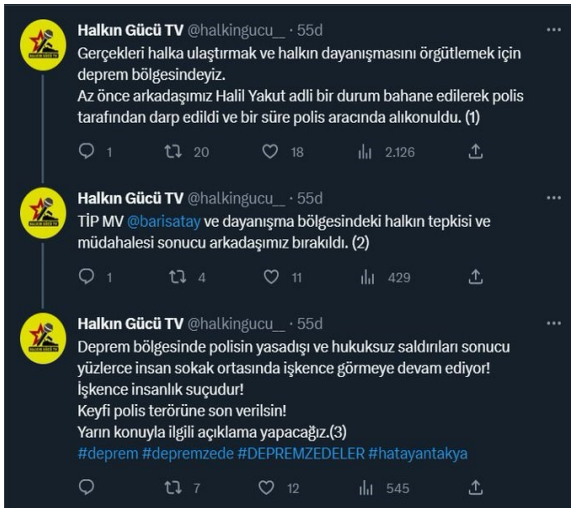 Halkın Gücü TV @halkingucu__ · 55d
Gerçekleri halka ulaştırmak ve halkın dayanışmasını örgütlemek için
deprem bölgesindeyiz.
Az önce arkadaşımız Halil Yakut adli bir durum bahane edilerek polis
tarafından darp edildi ve bir süre polis aracında alıkonuldu. (1)
1 20 18 2.126
Halkın Gücü TV @halkingucu__ · 55d
TİP MV @barisatay ve dayanışma bölgesindeki halkın tepkisi ve
müdahalesi sonucu arkadaşımız bırakıldı. (2)
1 4 11 429
Halkın Gücü TV @halkingucu__ · 55d
Deprem bölgesinde polisin yasadışı ve hukuksuz saldırıları sonucu
yüzlerce insan sokak ortasında işkence görmeye devam ediyor!
İşkence insanlık suçudur!
Keyfi polis terörüne son verilsin!
Yarın konuyla ilgili açıklama yapacağız.(3)
#deprem #depremzede #DEPREMZEDELER #hatayantakya
7 12 545